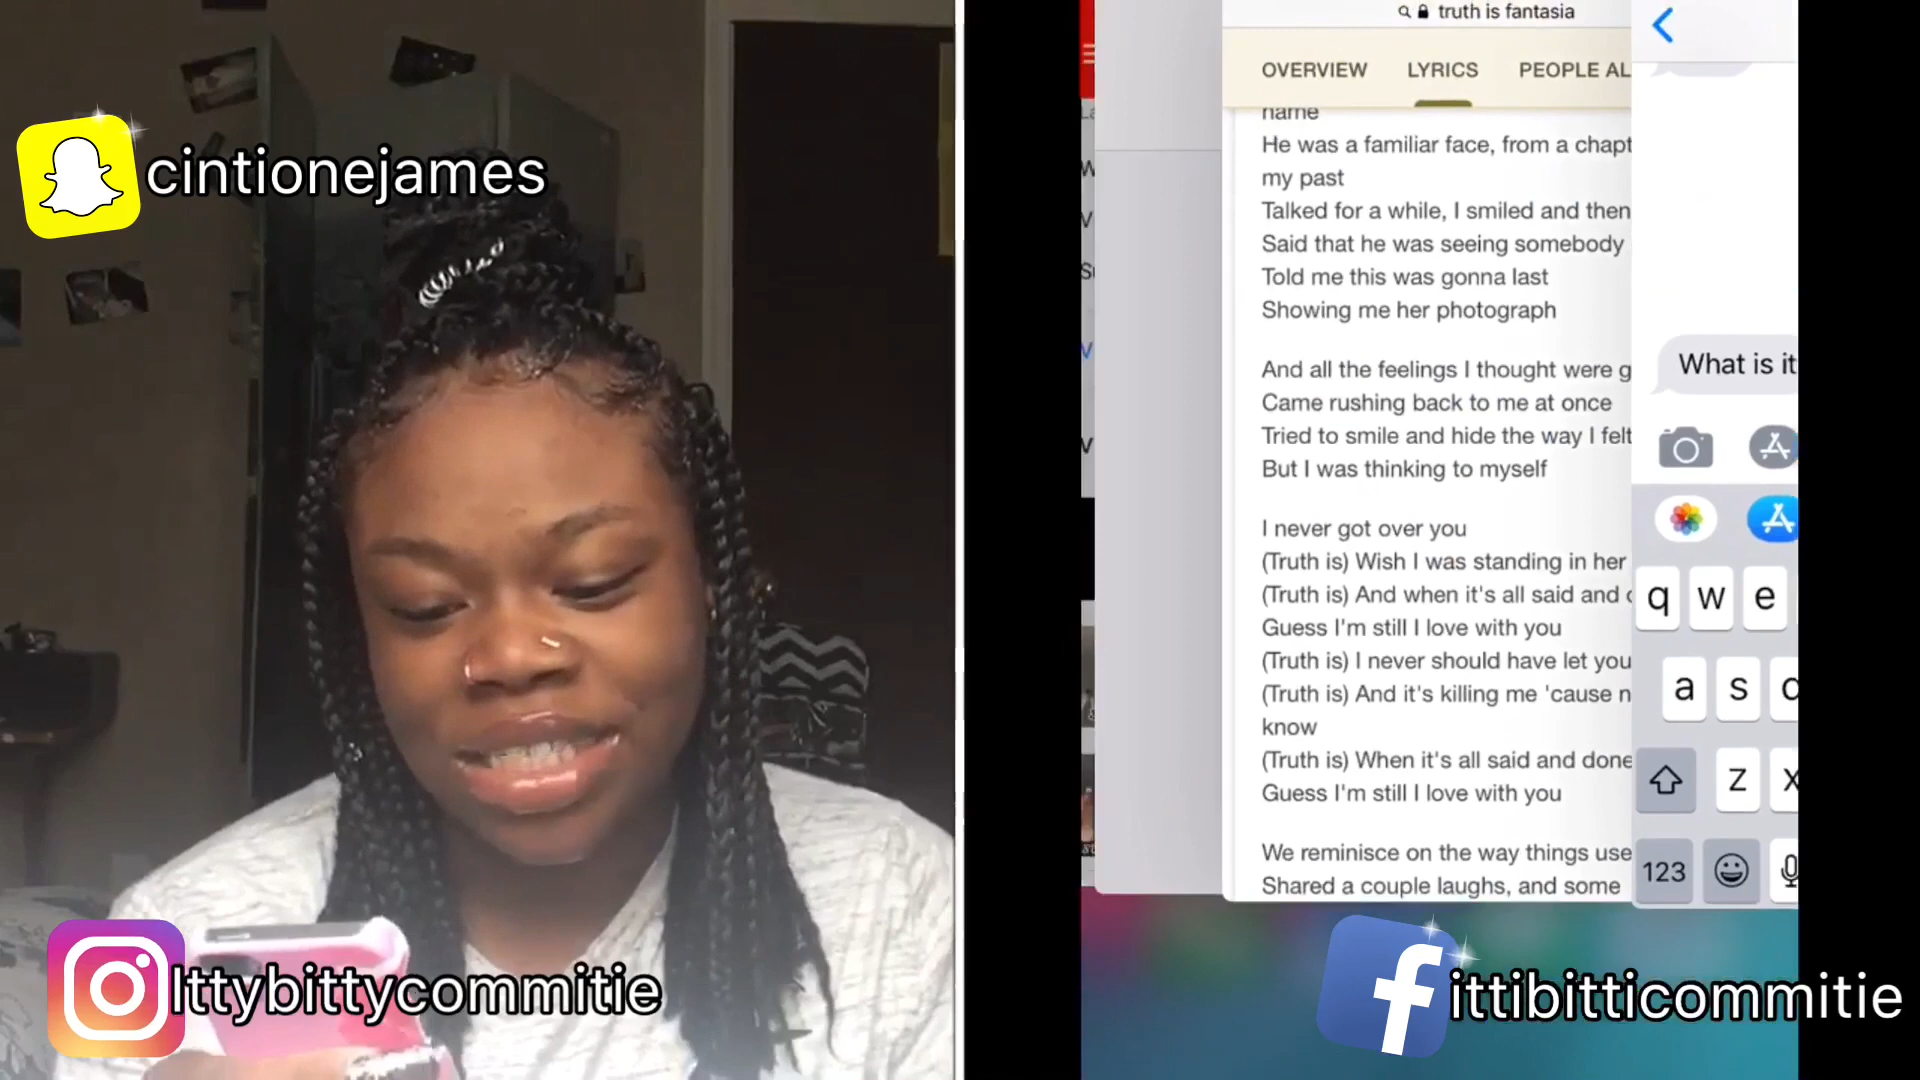 cintionejames
Ittybittycommitie
truth is fantasia
OVERVIEW LYRICS PEOPLE AL
name
He was a familiar face, from a chapt
my past
Talked for a while, I smiled and then
Said that he was seeing somebody
Told me this was gonna last
Showing me her photograph
And all the feelings I thought were g
Came rushing back to me at once
Tried to smile and hide the way I felt
But I was thinking to myself
I never got over you
(Truth is) Wish I was standing in her
(Truth is) And when it's all said and
Guess I'm still I love with you
(Truth is) I never should have let you
(Truth is) And it's killing me 'cause n
know
(Truth is) When it's all said and done
Guess I'm still I love with you
We reminisce on the way things use
Shared a couple laughs, and some
What is it
q w e
a s d
z x
123
ittibitticommitie